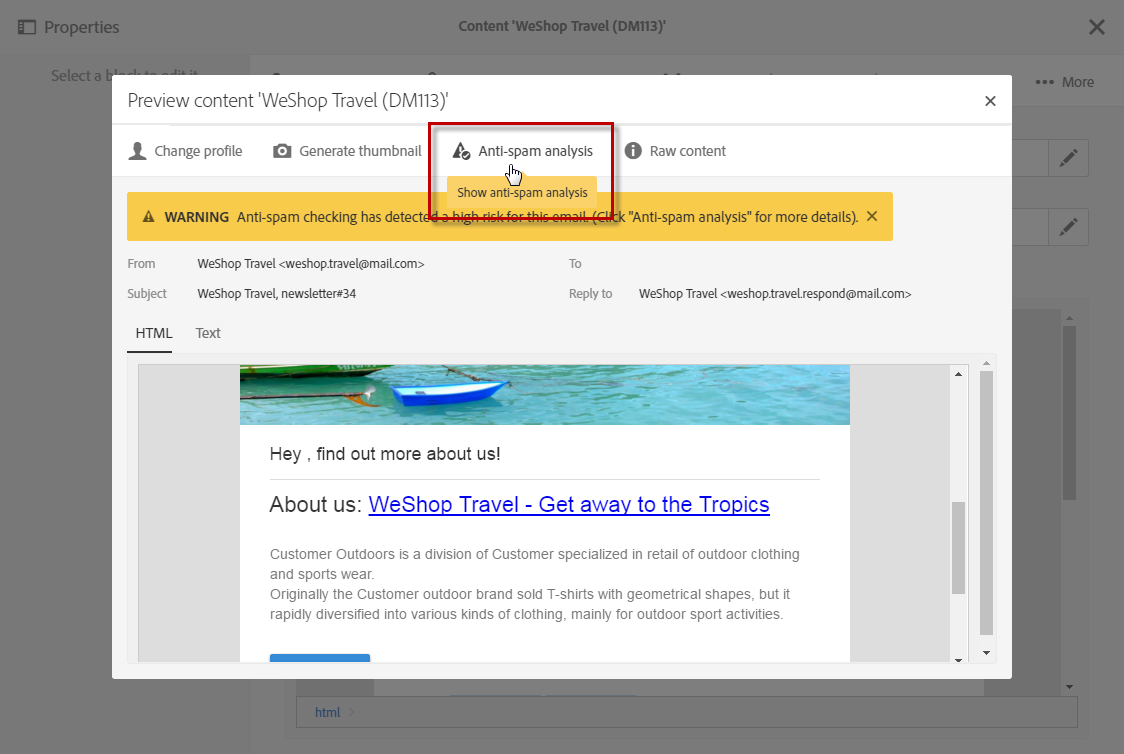 Properties
Content 'WeShop Travel (DM113)'
Select a block to edit it
More
Preview content 'WeShop Travel (DM113)'
Change profile
Generate thumbnail
Anti-spam analysis
Raw content
Show anti-spam analysis
WARNING Anti-spam checking has detected a high risk for this email. (Click "Anti-spam analysis" for more details).
From WeShop Travel <weshop.travel@mail.com> To
Subject WeShop Travel, newsletter#34 Reply to WeShop Travel <weshop.travel.respond@mail.com>
HTML Text
Hey , find out more about us!
About us: WeShop Travel - Get away to the Tropics
Customer Outdoors is a division of Customer specialized in retail of outdoor clothing
and sports wear.
Originally the Customer outdoor brand sold T-shirts with geometrical shapes, but it
rapidly diversified into various kinds of clothing, mainly for outdoor sport activities.
html